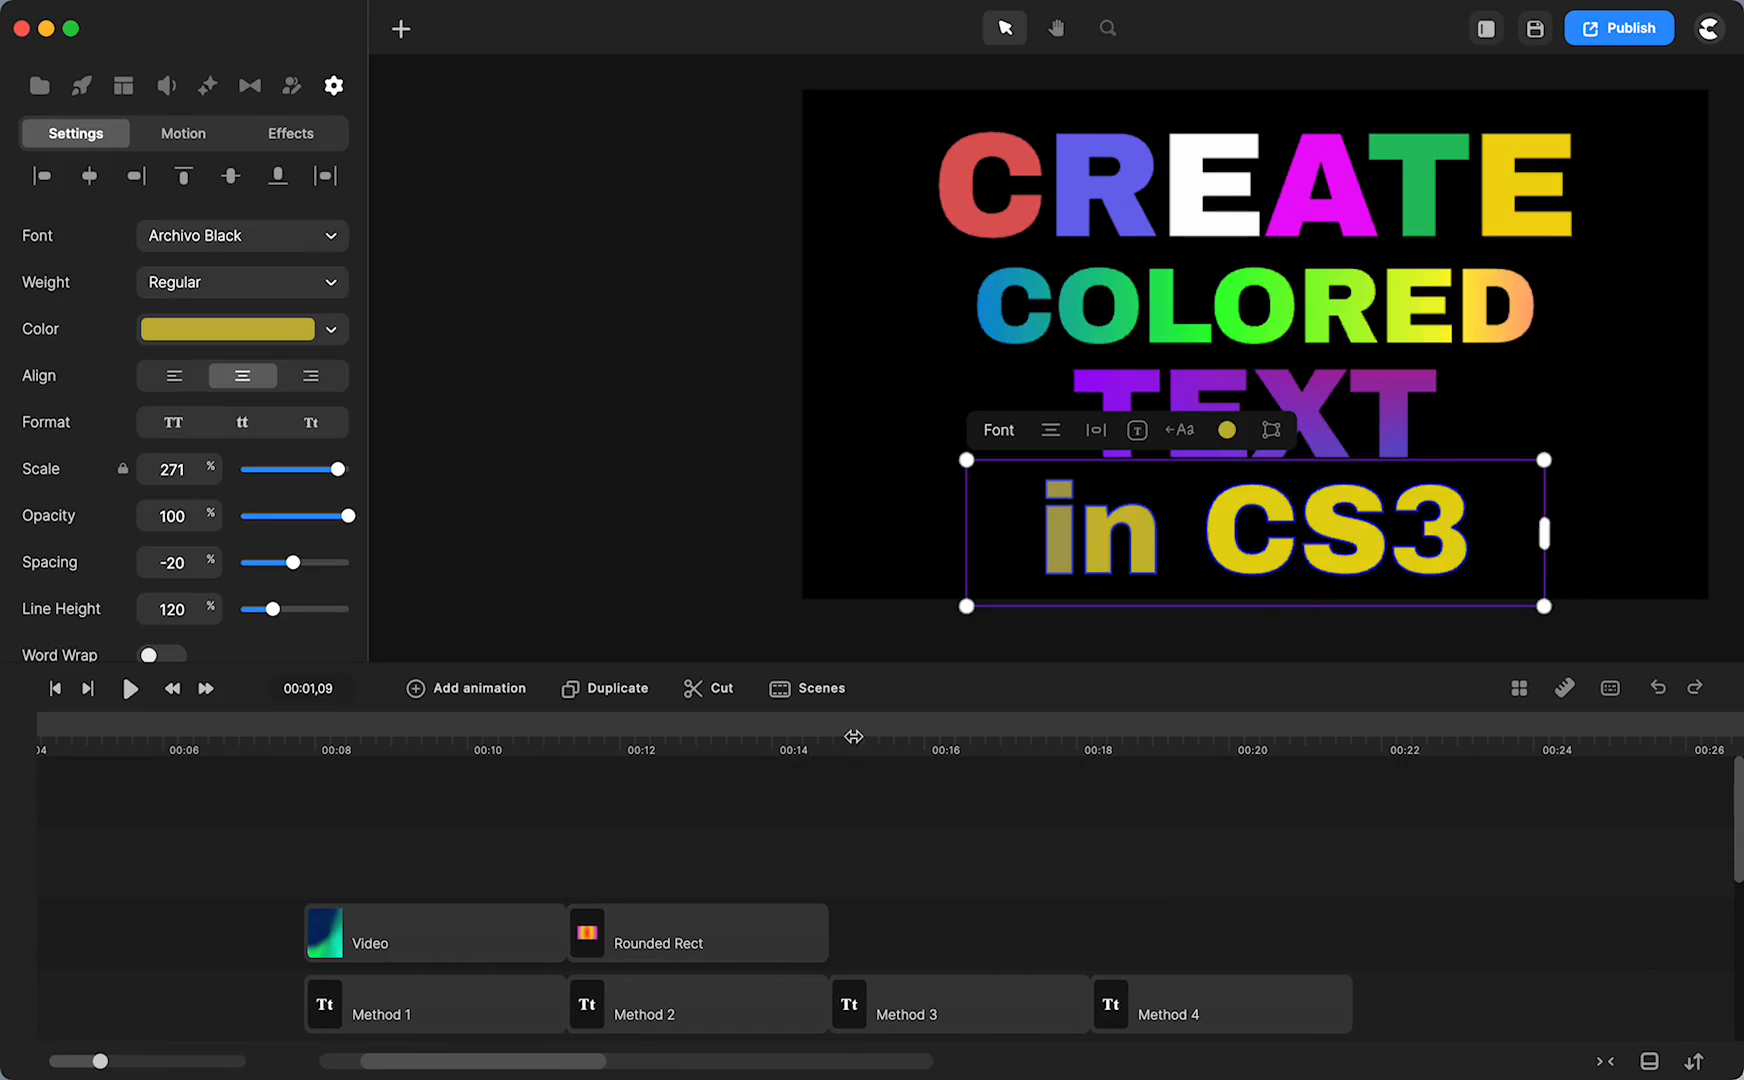 Publish
Settings Motion Effects
Font Archivo Black
Weight Regular
Color
Align
Format TT tt Tt
Scale 271 %
Opacity 100 %
Spacing -20 %
Line Height 120 %
Word Wrap
CREATE
COLORED
TEXT
Font T Aa
in CS3
00:01,09 Add animation Duplicate Cut Scenes
04 00:06 00:08 00:10 00:12 00:14 00:16 00:18 00:20 00:22 00:24 00:26
Video Rounded Rect
Tt Method 1 Tt Method 2 Tt Method 3 Tt Method 4